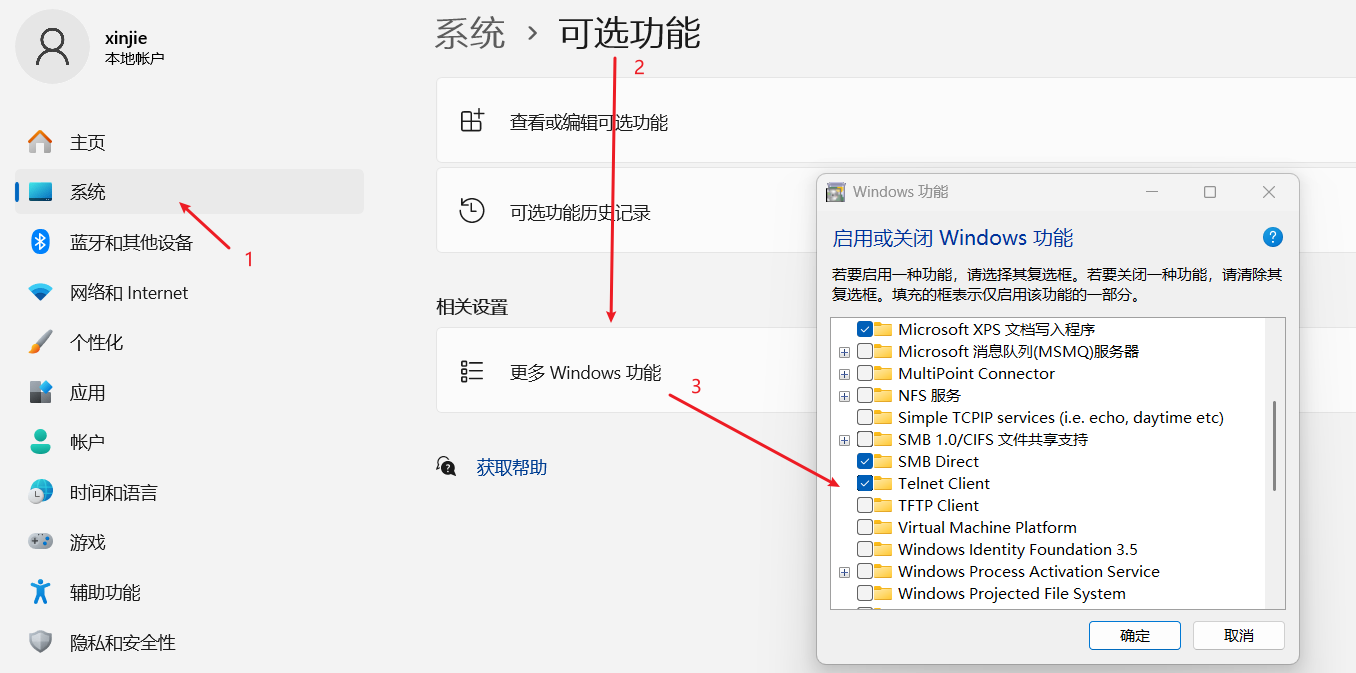 xinjie
本地帐户
主页
系统
蓝牙和其他设备
网络和 Internet
个性化
应用
帐户
时间和语言
游戏
辅助功能
隐私和安全性
1
系统 › 可选功能
2
查看或编辑可选功能
可选功能历史记录
相关设置
更多 Windows 功能
3
获取帮助
Windows 功能
启用或关闭 Windows 功能
?
若要启用一种功能，请选择其复选框。若要关闭一种功能，请清除其
复选框。填充的框表示仅启用该功能的一部分。
Microsoft XPS 文档写入程序
Microsoft 消息队列(MSMQ)服务器
MultiPoint Connector
NFS 服务
Simple TCPIP services (i.e. echo, daytime etc)
SMB 1.0/CIFS 文件共享支持
SMB Direct
Telnet Client
TFTP Client
Virtual Machine Platform
Windows Identity Foundation 3.5
Windows Process Activation Service
Windows Projected File System
确定
取消